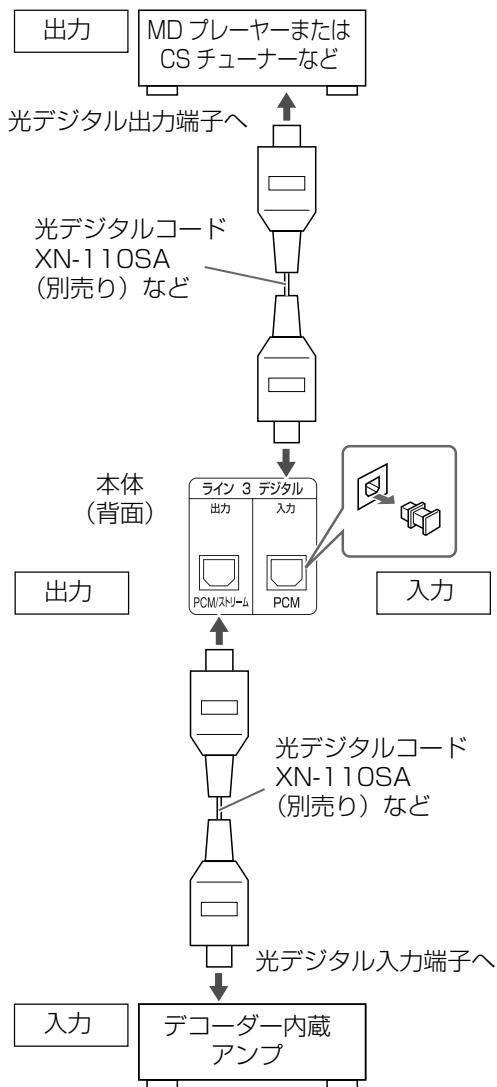 出力
MD プレーヤーまたは
CS チューナーなど
光デジタル出力端子へ
光デジタルコード
XN-110SA
（別売り）など
本体
（背面）
ライン 3 デジタル
出力
入力
PCM/ストリーム
PCM
出力
入力
光デジタルコード
XN-110SA
（別売り）など
光デジタル入力端子へ
入力
デコーダー内蔵
アンプ